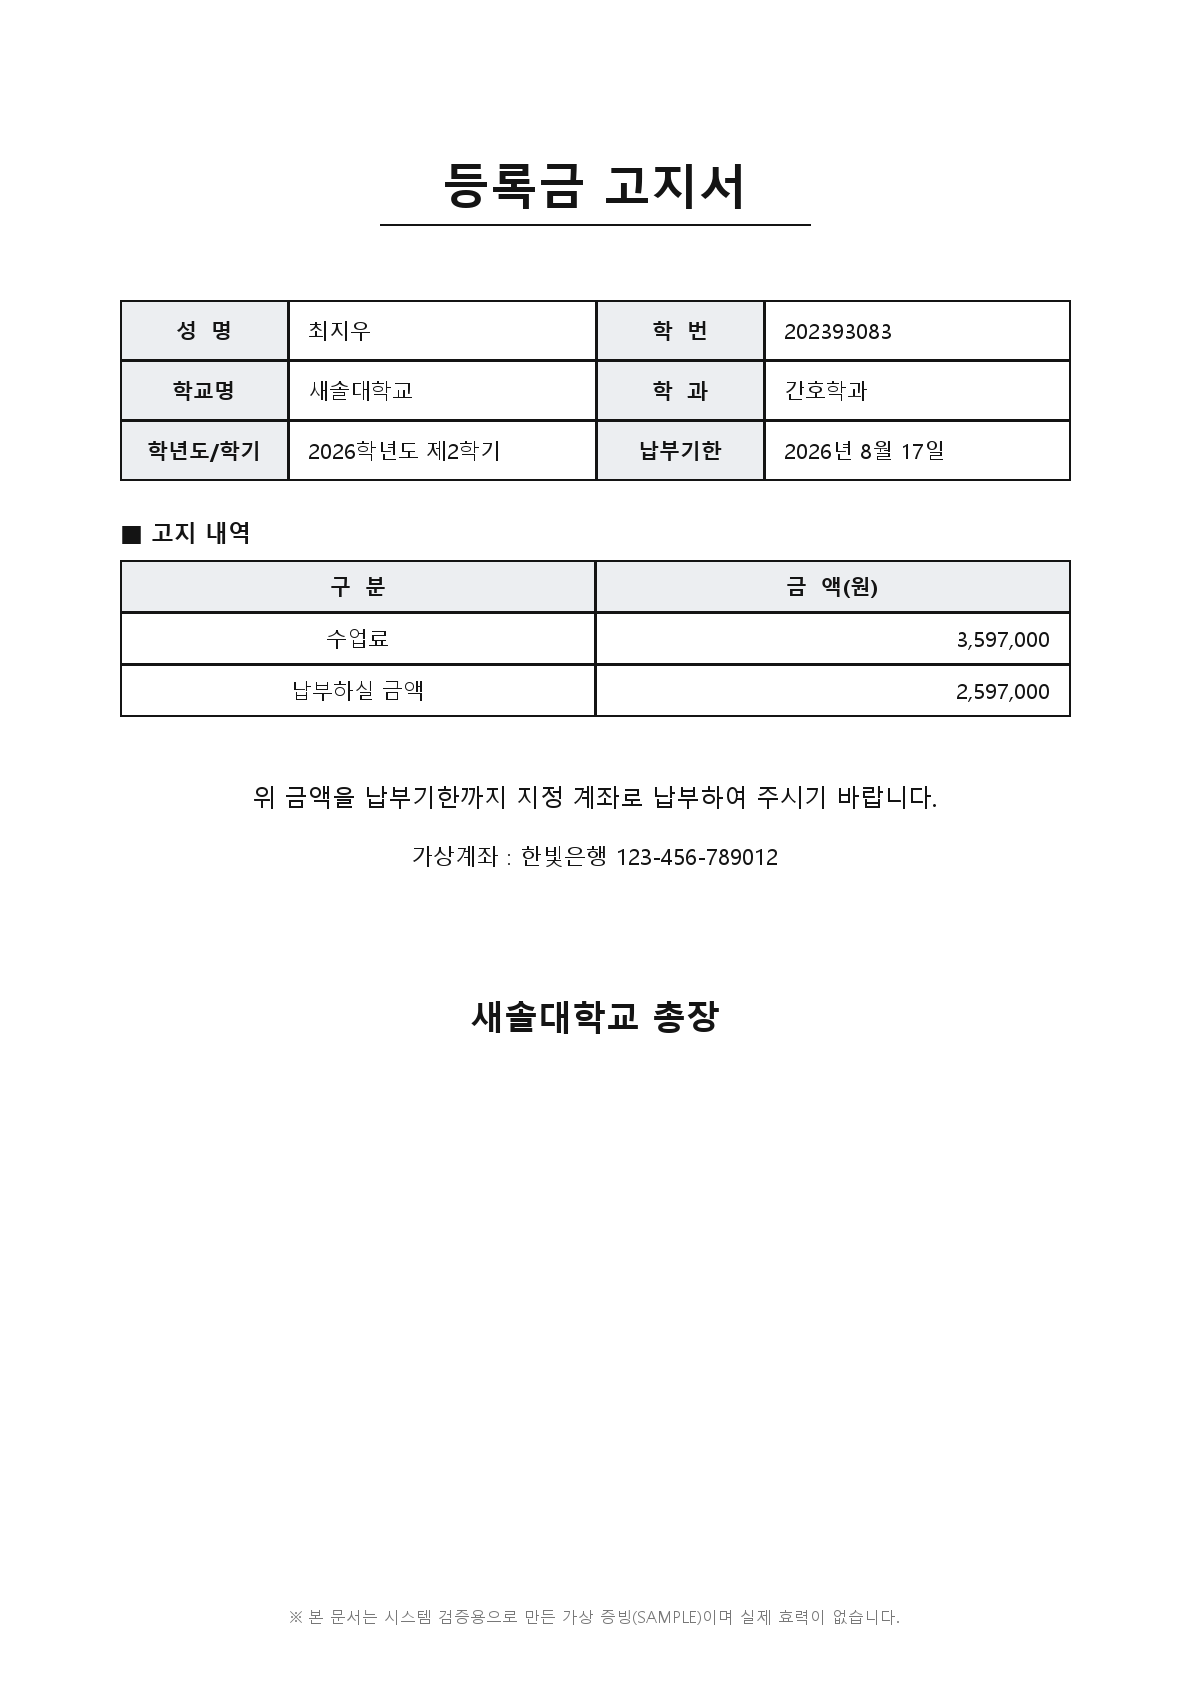 등록금 고지서
성 명 최지우 학 번 202393083
학교명 새솔대학교 학 과 간호학과
학년도/학기 2026학년도 제2학기 납부기한 2026년 8월 17일
■ 고지 내역
구 분 금 액(원)
수업료 3,597,000
납부하실 금액 2,597,000
위 금액을 납부기한까지 지정 계좌로 납부하여 주시기 바랍니다.
가상계좌 : 한빛은행 123-456-789012
새솔대학교 총장
※ 본 문서는 시스템 검증용으로 만든 가상 증빙(SAMPLE)이며 실제 효력이 없습니다.